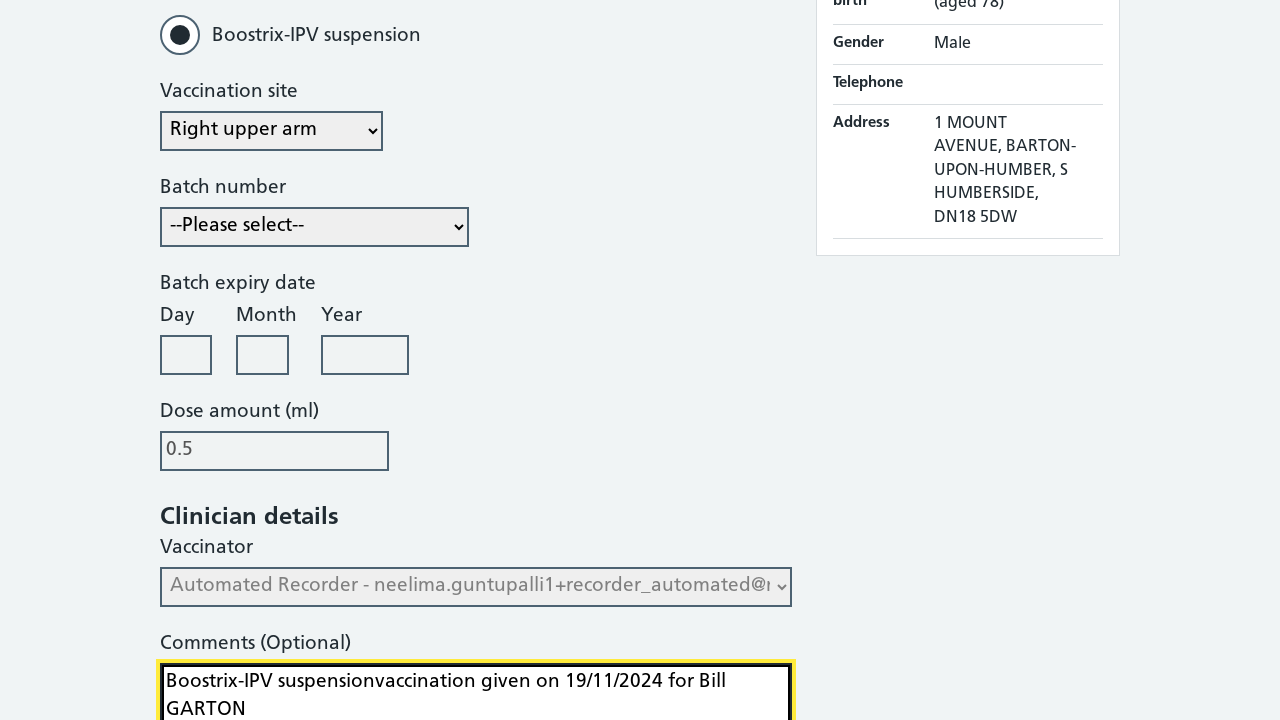 Boostrix-IPV suspension
Vaccination site
Right upper arm
Batch number
--Please select--
Batch expiry date
Day Month Year
Dose amount (ml)
0.5
Clinician details
Vaccinator
Automated Recorder - neelima.guntupalli1+recorder_automated@
Comments (Optional)
Boostrix-IPV suspensionvaccination given on 19/11/2024 for Bill
GARTON
birth (aged 78)
Gender Male
Telephone
Address 1 MOUNT
AVENUE, BARTON-
UPON-HUMBER, S
HUMBERSIDE,
DN18 5DW